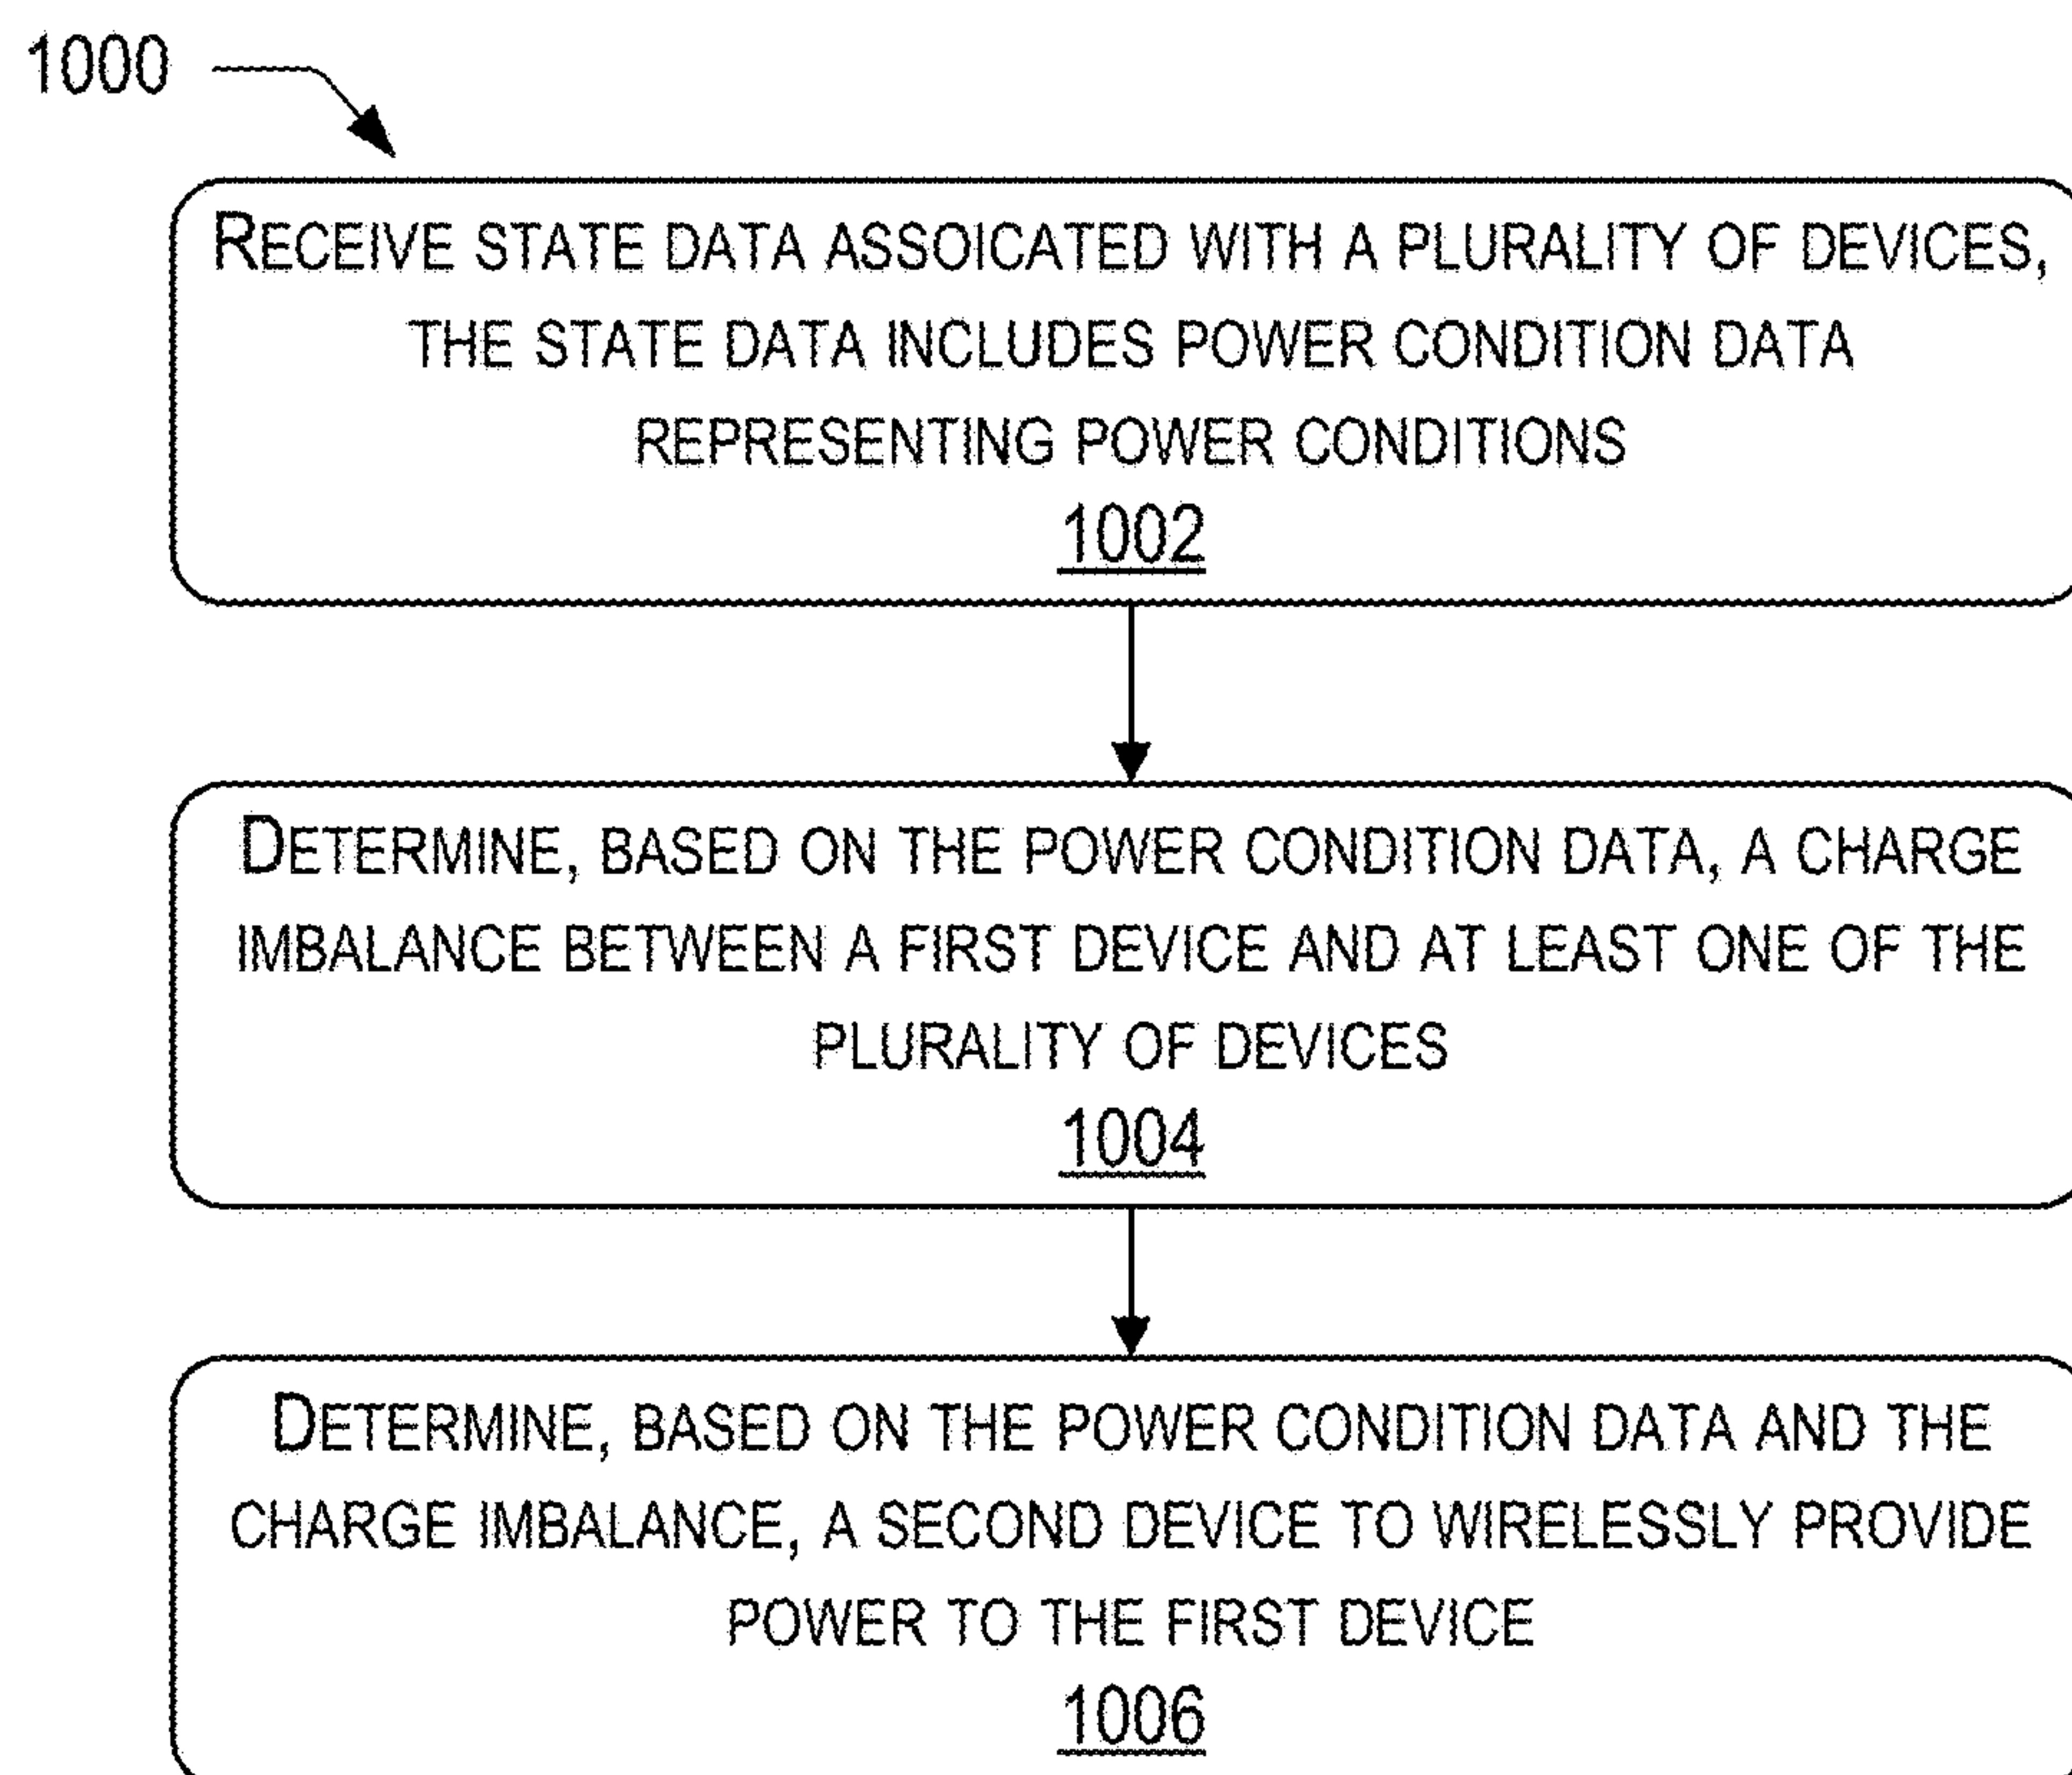 1000
RECEIVE STATE DATA ASSOICATED WITH A PLURALITY OF DEVICES,
THE STATE DATA INCLUDES POWER CONDITION DATA
REPRESENTING POWER CONDITIONS
1002
DETERMINE, BASED ON THE POWER CONDITION DATA, A CHARGE
IMBALANCE BETWEEN A FIRST DEVICE AND AT LEAST ONE OF THE
PLURALITY OF DEVICES
1004
DETERMINE, BASED ON THE POWER CONDITION DATA AND THE
CHARGE IMBALANCE, A SECOND DEVICE TO WIRELESSLY PROVIDE
POWER TO THE FIRST DEVICE
1006